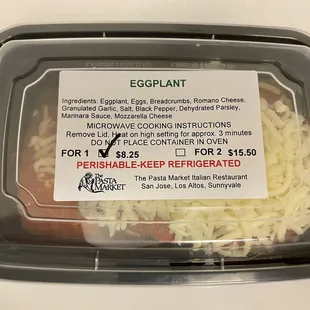 EGGPLANT
Ingredients: Eggplant, Eggs, Breadcrumbs, Romano Cheese,
Granulated Garlic, Salt, Black Pepper, Dehydrated Parsley,
Marinara Sauce, Mozzarella Cheese
MICROWAVE COOKING INSTRUCTIONS
Remove Lid, Heat on high setting for approx. 3 minutes
DO NOT PLACE CONTAINER IN OVEN
FOR 1 $8.25 FOR 2 $15.50
PERISHABLE-KEEP REFRIGERATED
The PASTA MARKET
The Pasta Market Italian Restaurant
San Jose, Los Altos, Sunnyvale